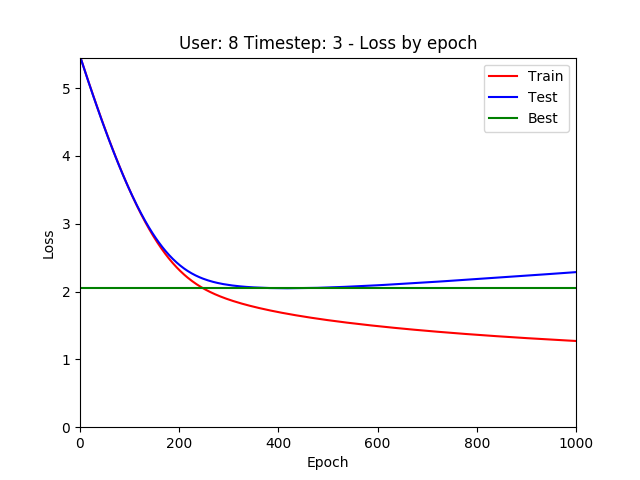 User: 8 Timestep: 3 - Loss by epoch
Train
Test
Best
5
4
3
2
1
0
Loss
0 200 400 600 800 1000
Epoch